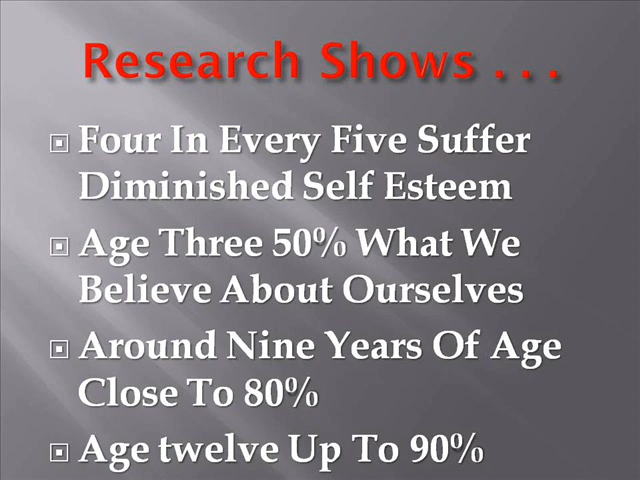 Research Shows . . .
Four In Every Five Suffer
Diminished Self Esteem
Age Three 50% What We
Believe About Ourselves
Around Nine Years Of Age
Close To 80%
Age twelve Up To 90%